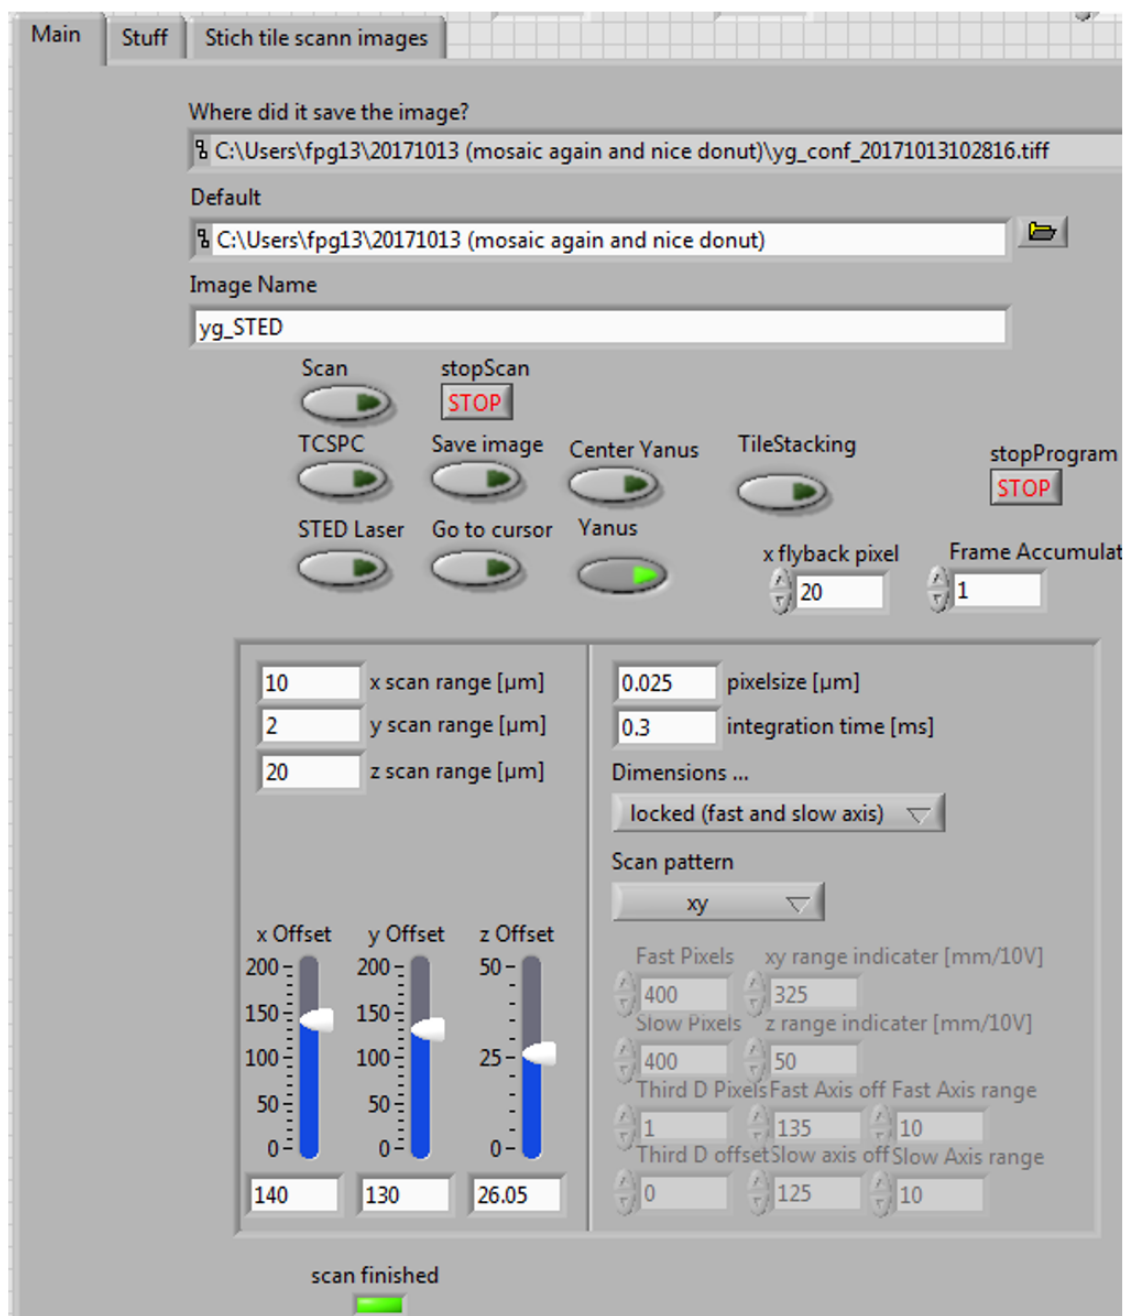 Main Stuff Stich tile scann images
Where did it save the image?
C:\Users\fpg13\20171013 (mosaic again and nice donut)\yg_conf_20171013102816.tiff
Default
C:\Users\fpg13\20171013 (mosaic again and nice donut)
Image Name
yg_STED
Scan stopScan
STOP
TCSPC Save image Center Yanus TileStacking stopProgram
STOP
STED Laser Go to cursor Yanus
x flyback pixel Frame Accumulat
20 1
10 x scan range [µm]
2 y scan range [µm]
20 z scan range [µm]
0.025 pixelsize [µm]
0.3 integration time [ms]
Dimensions ...
locked (fast and slow axis)
Scan pattern
xy
x Offset y Offset z Offset
200 200 50
150 150
100 100 25
50 50
0 0 0
140 130 26.05
Fast Pixels xy range indicater [mm/10V]
400 325
Slow Pixels z range indicater [mm/10V]
400 50
Third D Pixels Fast Axis off Fast Axis range
1 135 10
Third D offset Slow axis off Slow Axis range
0 125 10
scan finished